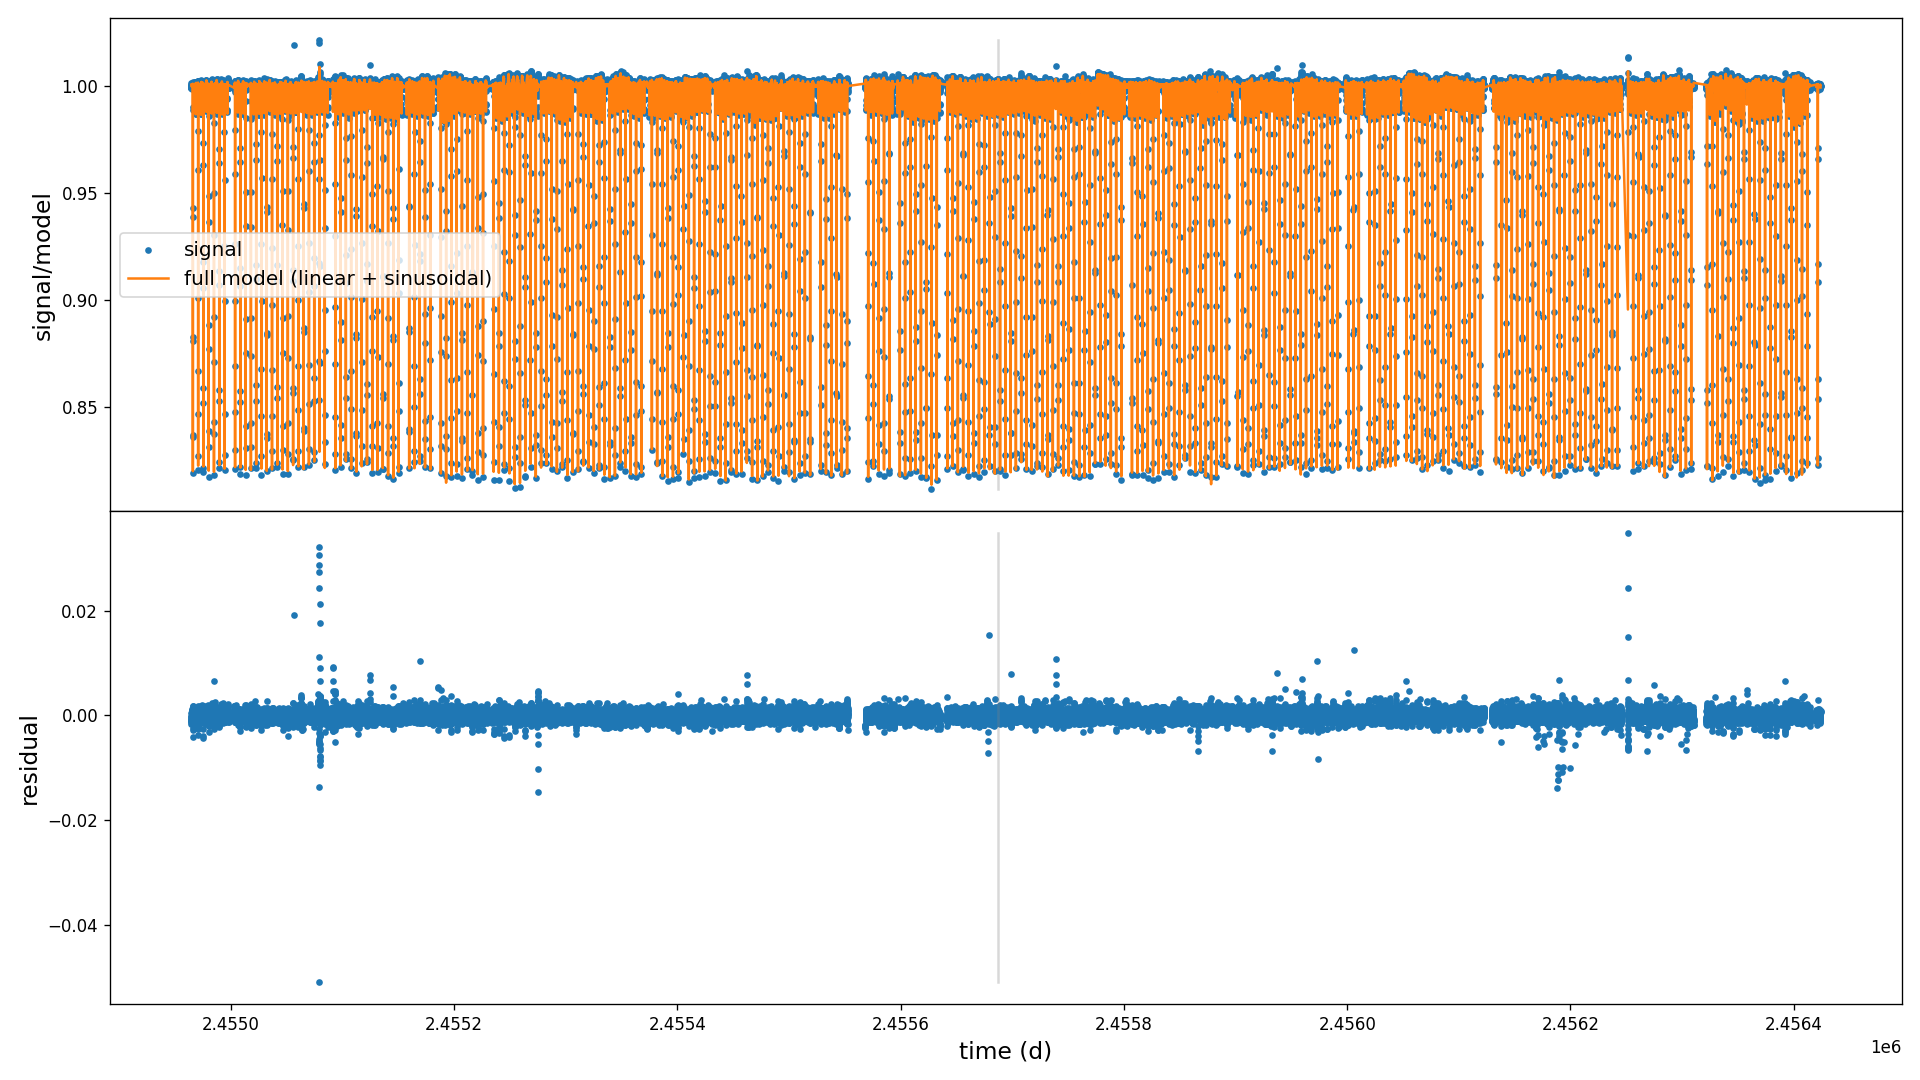 signal/model
1.00
0.95
0.90
0.85
signal
full model (linear + sinusoidal)
residual
0.02
0.00
−0.02
−0.04
2.4550
2.4552
2.4554
2.4556
2.4558
2.4560
2.4562
2.4564
1e6
time (d)